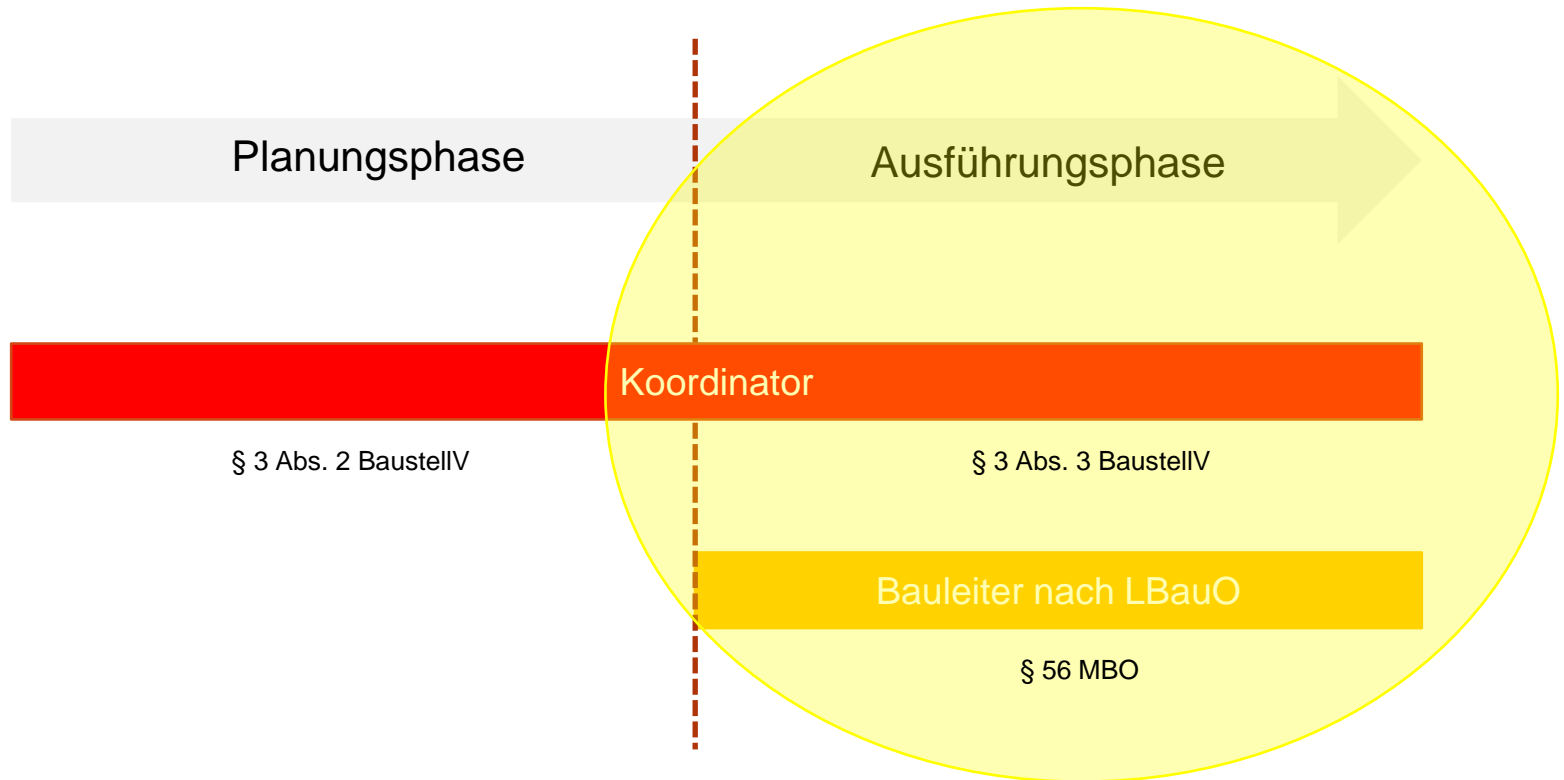 Planungsphase
Ausführungsphase
Koordinator
§ 3 Abs. 2 BaustellV
§ 3 Abs. 3 BaustellV
Bauleiter nach LBauO
§ 56 MBO